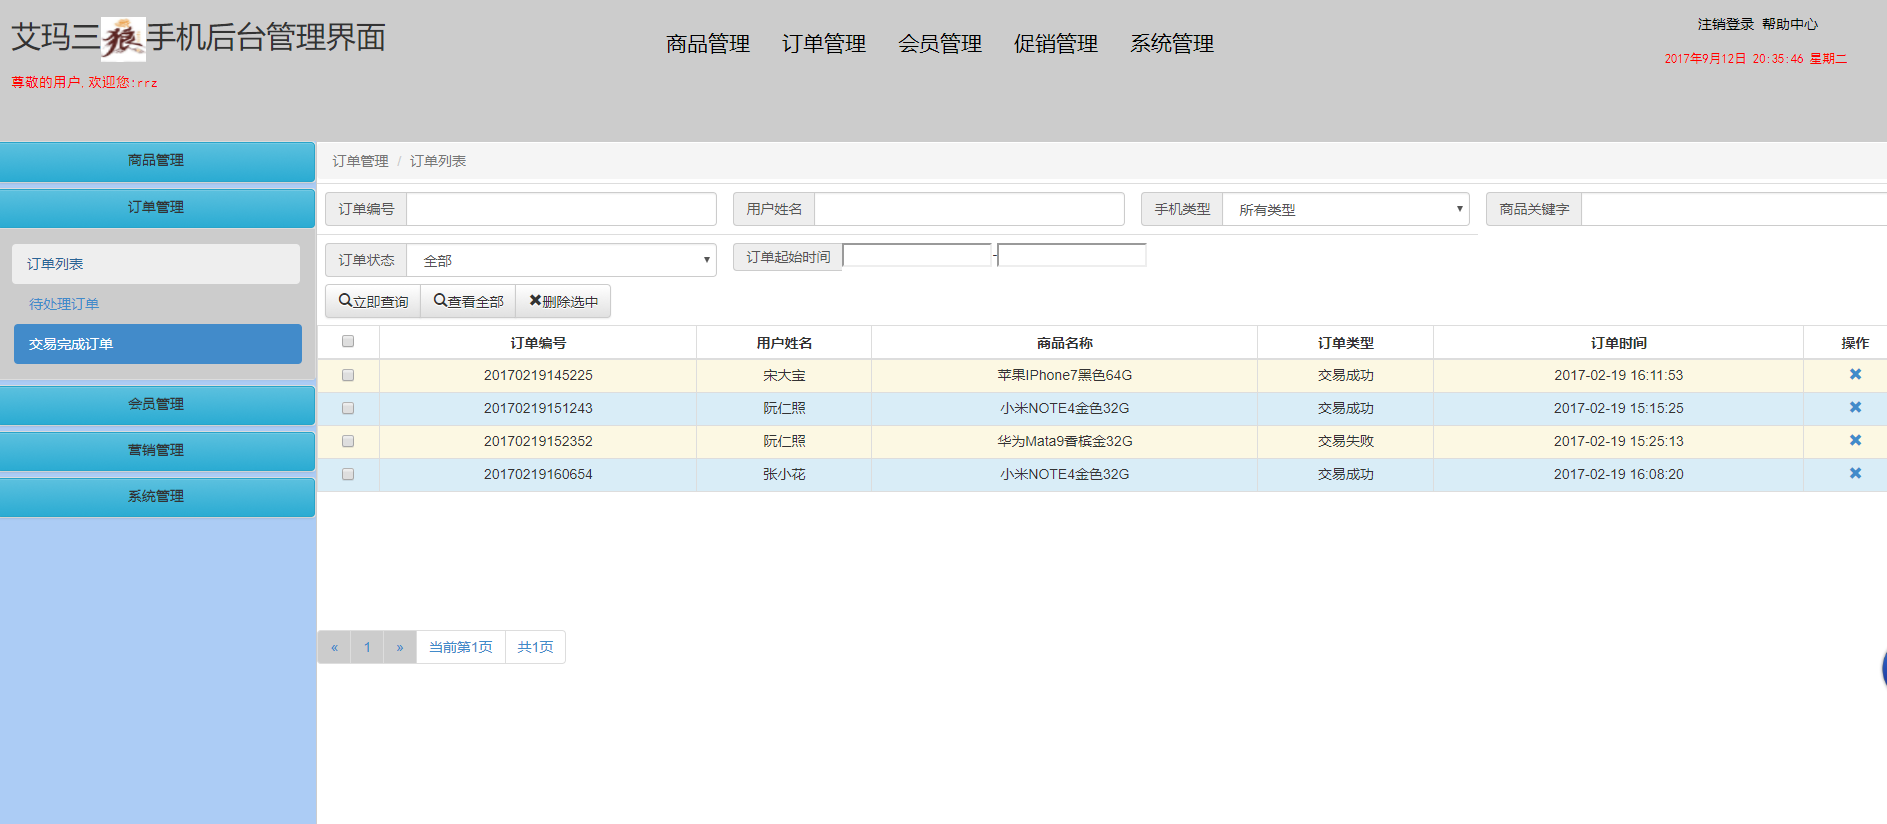 艾玛三狼手机后台管理界面
尊敬的用户,欢迎您:rrz
商品管理 订单管理 会员管理 促销管理 系统管理
注销登录 帮助中心
2017年9月12日 20:35:46 星期二
商品管理
订单管理
订单列表
待处理订单
交易完成订单
会员管理
营销管理
系统管理
订单管理 / 订单列表
订单编号 用户姓名 手机类型 所有类型 商品关键字
订单状态 全部 订单起始时间 -
立即查询 查看全部 删除选中
订单编号 用户姓名 商品名称 订单类型 订单时间 操作
20170219145225 宋大宝 苹果IPhone7黑色64G 交易成功 2017-02-19 16:11:53
20170219151243 阮仁照 小米NOTE4金色32G 交易成功 2017-02-19 15:15:25
20170219152352 阮仁照 华为Mata9香槟金32G 交易失败 2017-02-19 15:25:13
20170219160654 张小花 小米NOTE4金色32G 交易成功 2017-02-19 16:08:20
« 1 » 当前第1页 共1页